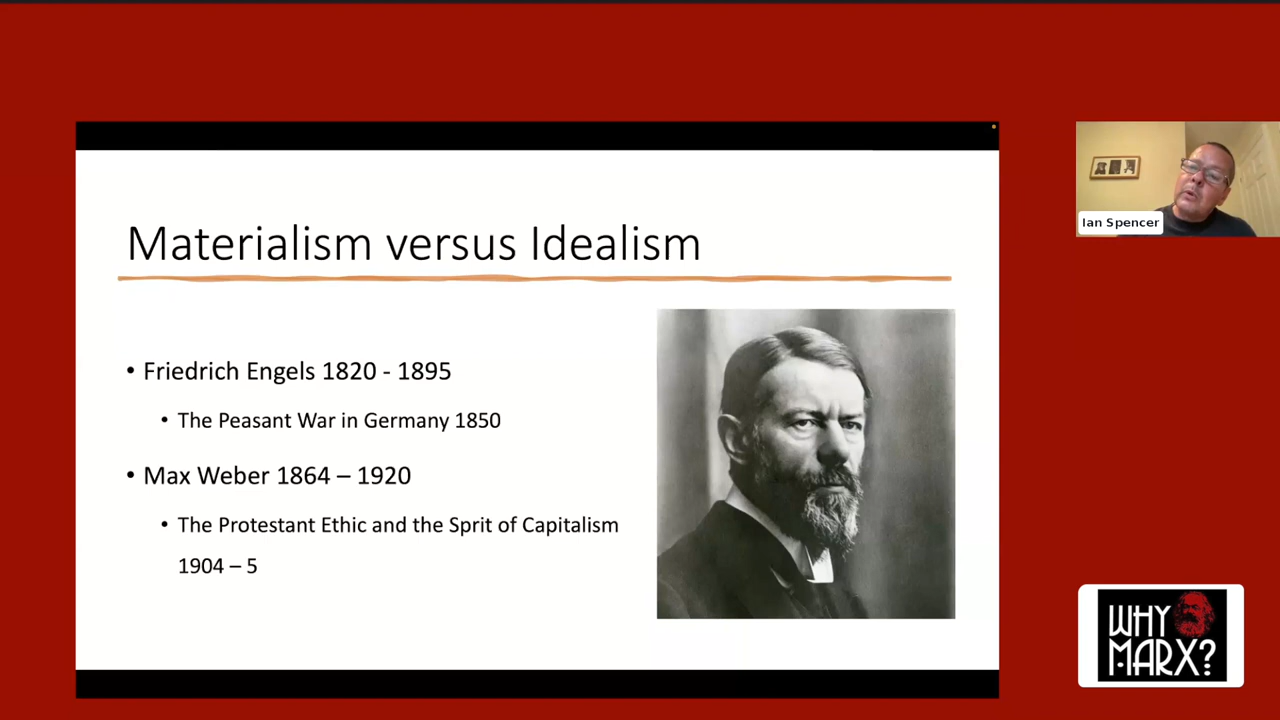 Materialism versus Idealism
• Friedrich Engels 1820 - 1895
• The Peasant War in Germany 1850
• Max Weber 1864 – 1920
• The Protestant Ethic and the Sprit of Capitalism
1904 – 5
Ian Spencer
WHY
MARX?